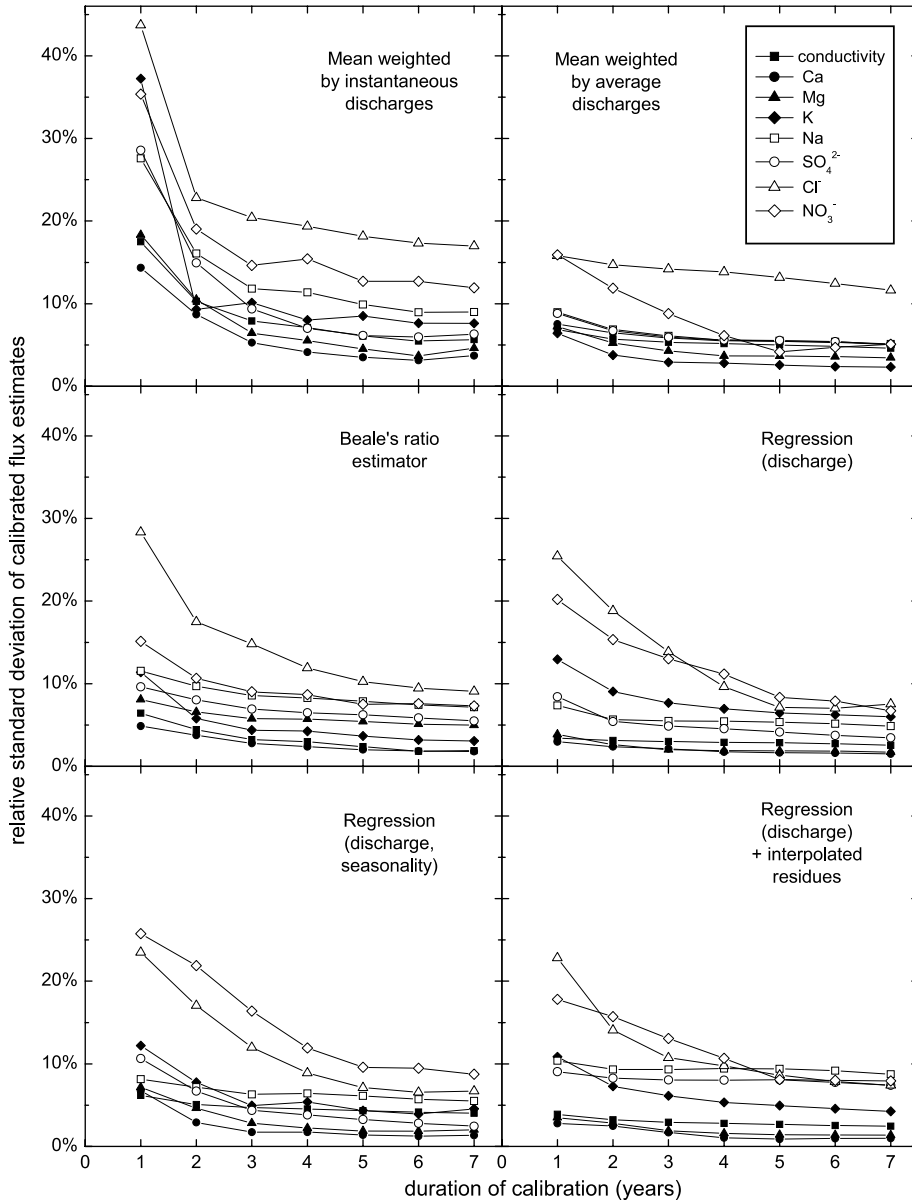 relative standard deviation of calibrated flux estimates
40%
30%
20%
10%
0%
Mean weighted
by instantaneous
discharges
Mean weighted
by average
discharges
conductivity
Ca
Mg
K
Na
SO₄²⁻
Cl⁻
NO₃⁻
40%
30%
20%
10%
0%
Beale's ratio
estimator
Regression
(discharge)
40%
30%
20%
10%
0%
Regression
(discharge,
seasonality)
Regression
(discharge)
+ interpolated
residues
0 1 2 3 4 5 6 7 0 1 2 3 4 5 6 7
duration of calibration (years)